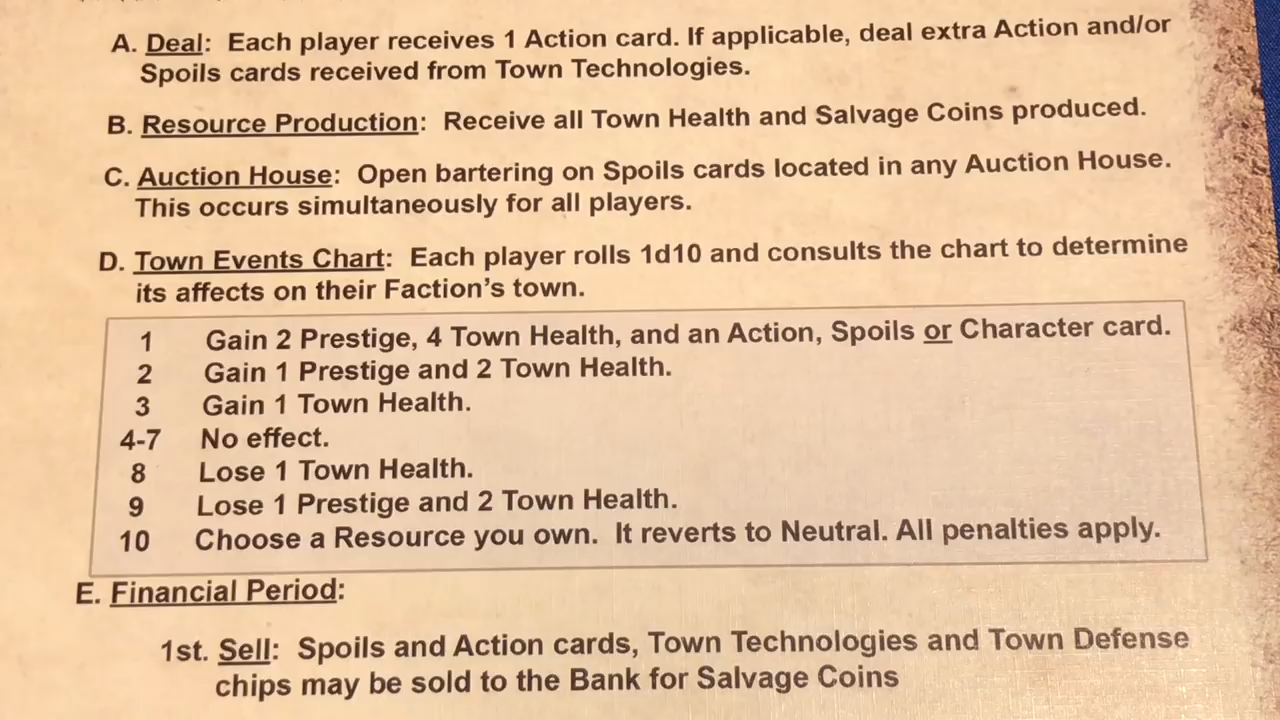 A. Deal: Each player receives 1 Action card. If applicable, deal extra Action and/or
Spoils cards received from Town Technologies.
B. Resource Production: Receive all Town Health and Salvage Coins produced.
C. Auction House: Open bartering on Spoils cards located in any Auction House.
This occurs simultaneously for all players.
D. Town Events Chart: Each player rolls 1d10 and consults the chart to determine
its affects on their Faction's town.
1 Gain 2 Prestige, 4 Town Health, and an Action, Spoils or Character card.
2 Gain 1 Prestige and 2 Town Health.
3 Gain 1 Town Health.
4-7 No effect.
8 Lose 1 Town Health.
9 Lose 1 Prestige and 2 Town Health.
10 Choose a Resource you own. It reverts to Neutral. All penalties apply.
E. Financial Period:
1st. Sell: Spoils and Action cards, Town Technologies and Town Defense
chips may be sold to the Bank for Salvage Coins